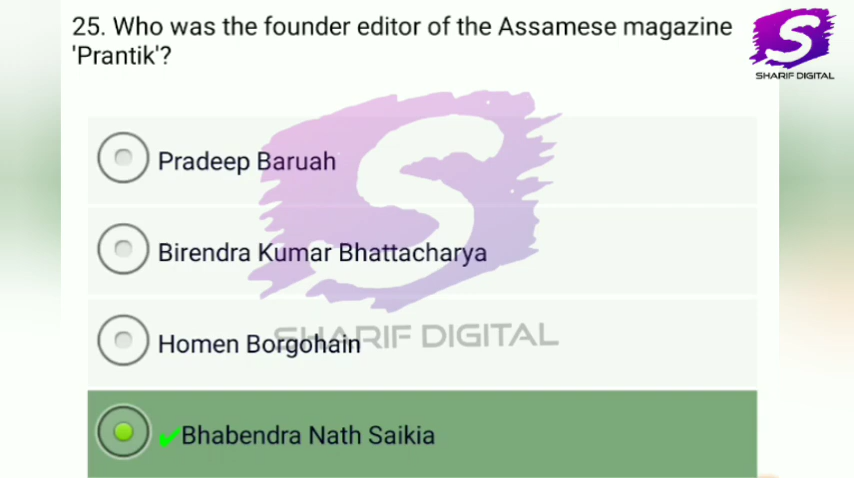 25. Who was the founder editor of the Assamese magazine
'Prantik'?
SHARIF DIGITAL
Pradeep Baruah
Birendra Kumar Bhattacharya
SHARIF DIGITAL
Homen Borgohain
Bhabendra Nath Saikia